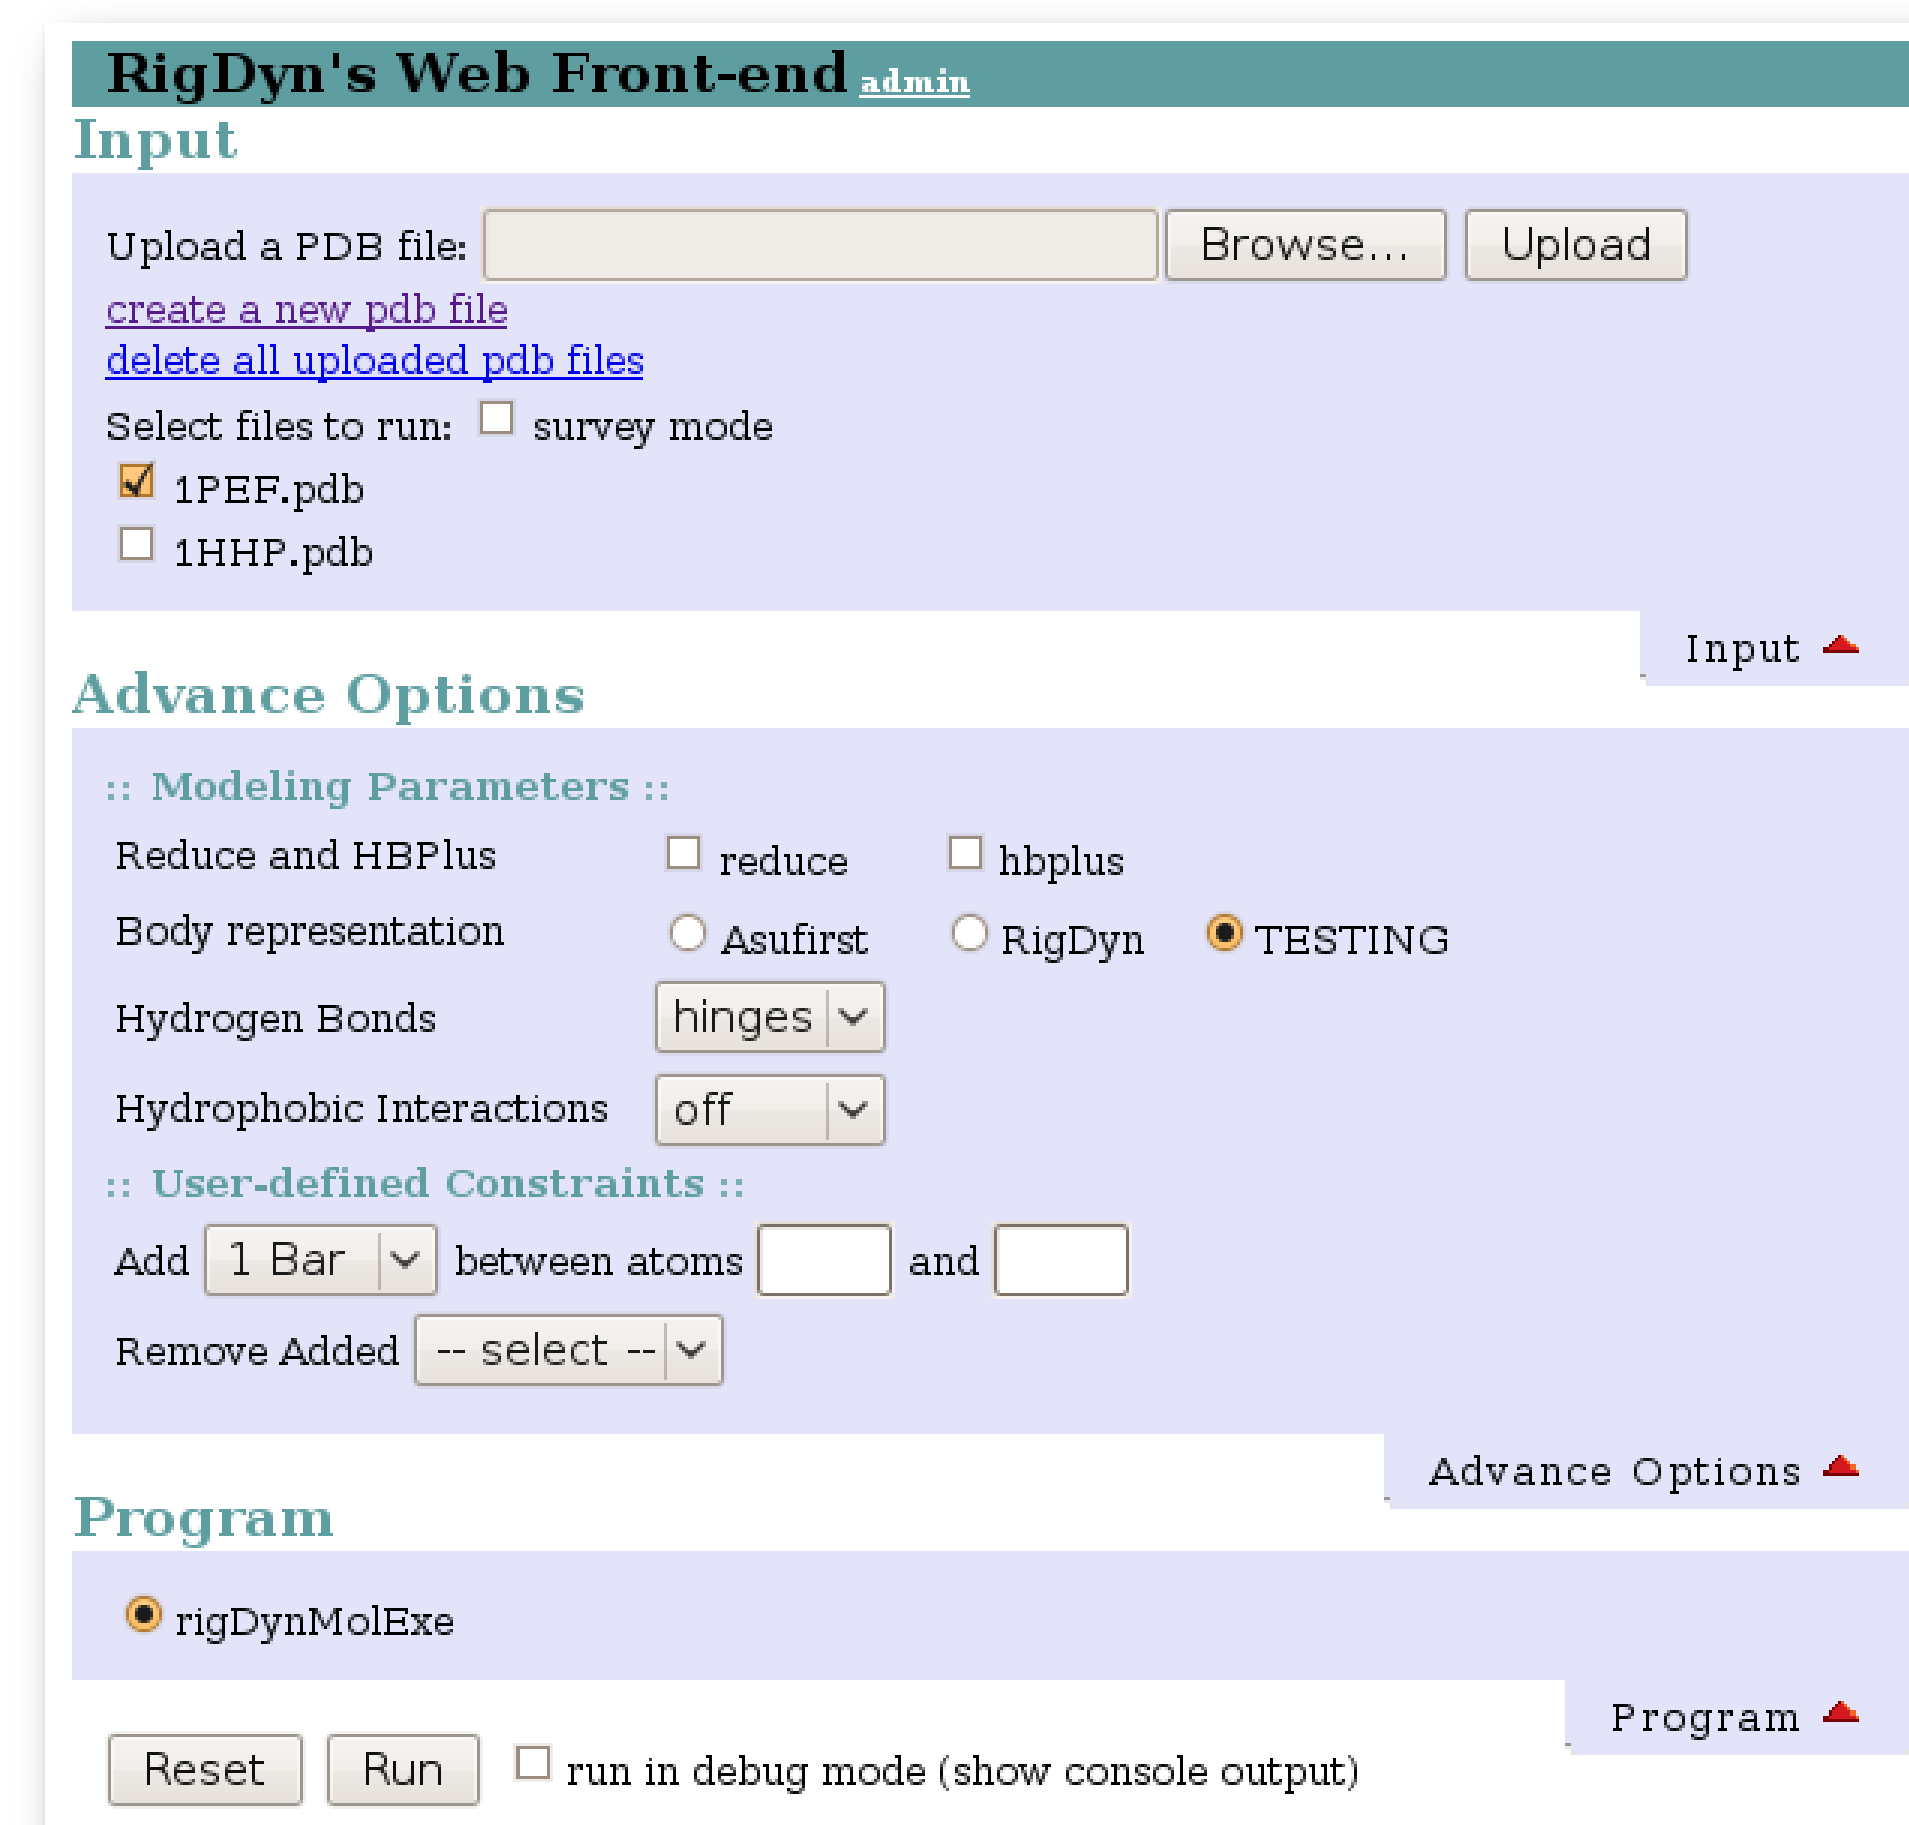 RigDyn's Web Front-end admin
Input
Upload a PDB file: Browse... Upload
create a new pdb file
delete all uploaded pdb files
Select files to run: survey mode
1PEF.pdb
1HHP.pdb
Input
Advance Options
:: Modeling Parameters ::
Reduce and HBPlus reduce hbplus
Body representation Asufirst RigDyn TESTING
Hydrogen Bonds hinges
Hydrophobic Interactions off
:: User-defined Constraints ::
Add 1 Bar between atoms and
Remove Added -- select --
Advance Options
Program
rigDynMolExe
Program
Reset Run run in debug mode (show console output)